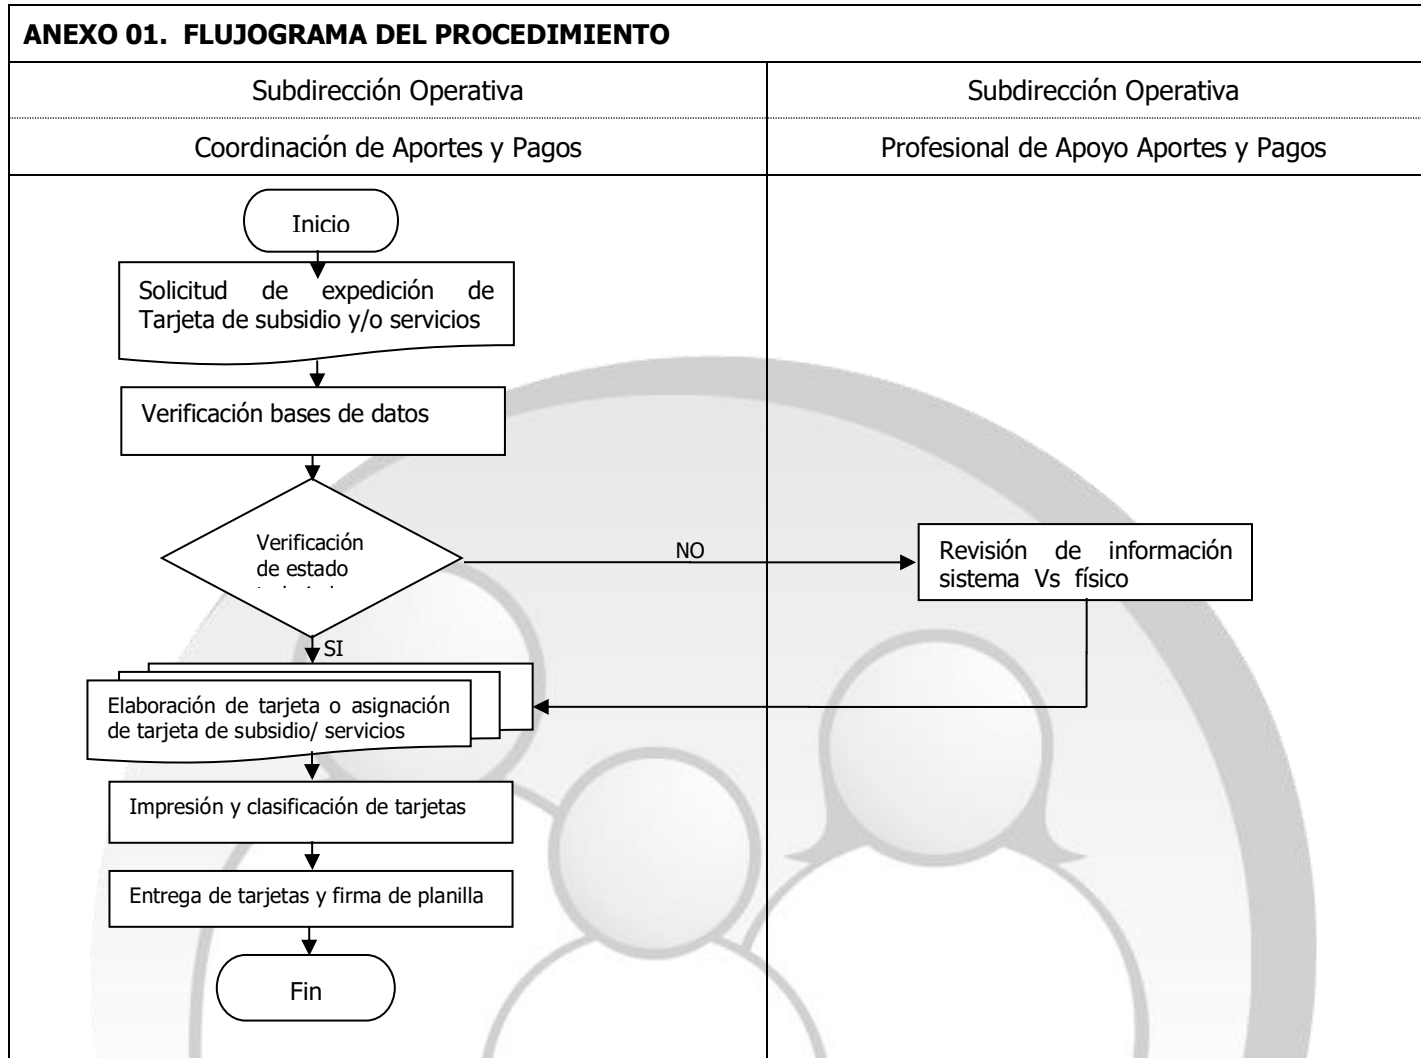 ANEXO 01. FLUJOGRAMA DEL PROCEDIMIENTO
Subdirección Operativa
Subdirección Operativa
Coordinación de Aportes y Pagos
Profesional de Apoyo Aportes y Pagos
Inicio
Solicitud de expedición de
Tarjeta de subsidio y/o servicios
Verificación bases de datos
Verificación
de estado
NO
Revisión de información
sistema Vs físico
SI
Elaboración de tarjeta o asignación
de tarjeta de subsidio/ servicios
Impresión y clasificación de tarjetas
Entrega de tarjetas y firma de planilla
Fin